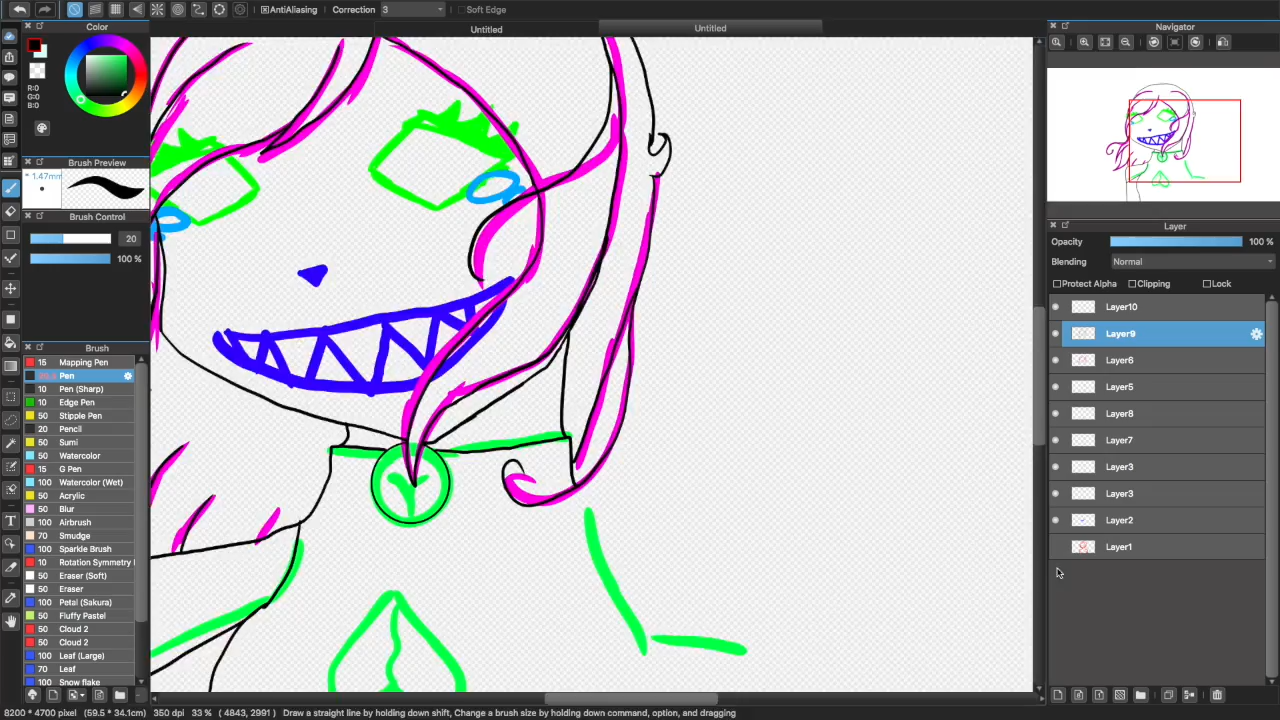 AntiAliasing Correction 3 Soft Edge
Untitled Untitled
Color
R:0
G:0
B:0
Brush Preview
* 1.47mm
Brush Control
20
100 %
Brush
15 Mapping Pen
Pen
10 Pen (Sharp)
10 Edge Pen
50 Stipple Pen
20 Pencil
50 Sumi
50 Watercolor
15 G Pen
100 Watercolor (Wet)
50 Acrylic
50 Blur
100 Airbrush
70 Smudge
100 Sparkle Brush
10 Rotation Symmetry
50 Eraser (Soft)
50 Eraser
100 Petal (Sakura)
50 Fluffy Pastel
50 Cloud 2
50 Cloud 2
100 Leaf (Large)
70 Leaf
100 Snow flake
Navigator
Layer
Opacity 100 %
Blending Normal
Protect Alpha Clipping Lock
Layer10
Layer9
Layer6
Layer5
Layer8
Layer7
Layer3
Layer3
Layer2
Layer1
T
8200 * 4700 pixel (59.5 * 34.1cm) 350 dpi 33 % ( 4843, 2991 ) Draw a straight line by holding down shift, Change a brush size by holding down command, option, and dragging